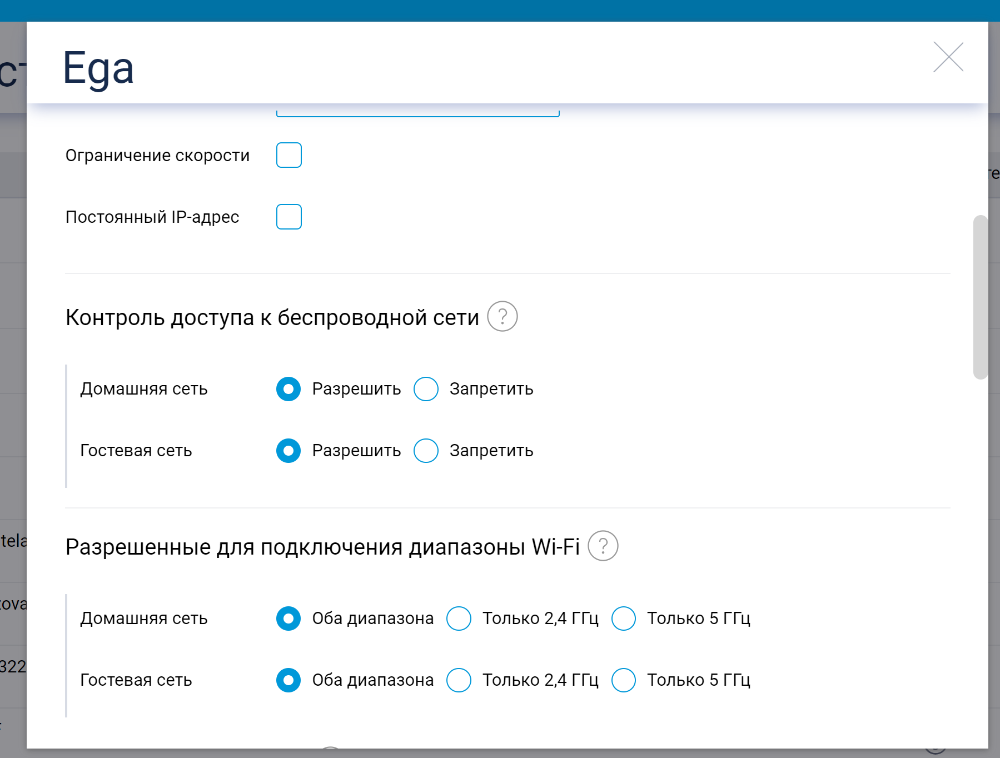 Ega
Ограничение скорости
Постоянный IP-адрес
Контроль доступа к беспроводной сети ?
Домашняя сеть Разрешить Запретить
Гостевая сеть Разрешить Запретить
Разрешенные для подключения диапазоны Wi-Fi ?
tela
Домашняя сеть Оба диапазона Только 2,4 ГГц Только 5 ГГц
Гостевая сеть Оба диапазона Только 2,4 ГГц Только 5 ГГц
322